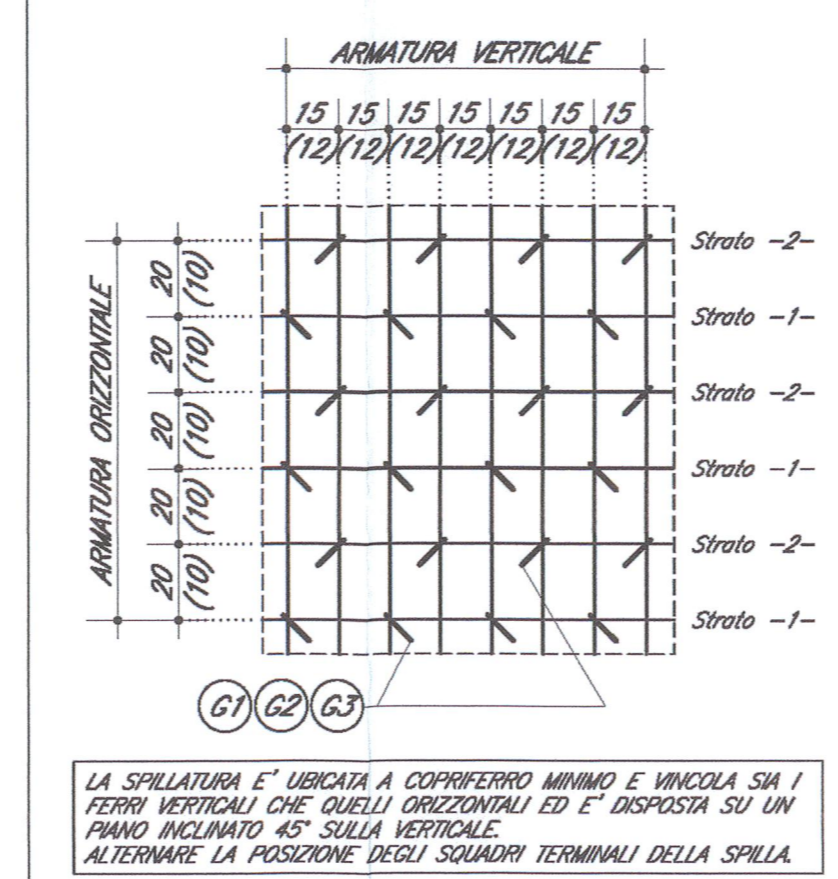 ARMATURA VERTICALE
15 15 15 15 15 15 15
(12) (12) (12) (12) (12) (12) (12)
ARMATURA ORIZZONTALE
20 (10)
20 (10)
20 (10)
20 (10)
20 (10)
Strato -2-
Strato -1-
Strato -2-
Strato -1-
Strato -2-
Strato -1-
G1 G2 G3
LA SPILLATURA E' UBICATA A COPRIFERRO MINIMO E VINCOLA SIA I
FERRI VERTICALI CHE QUELLI ORIZZONTALI ED E' DISPOSTA SU UN
PIANO INCLINATO 45° SULLA VERTICALE.
ALTERNARE LA POSIZIONE DEGLI SQUADRI TERMINALI DELLA SPILLA.